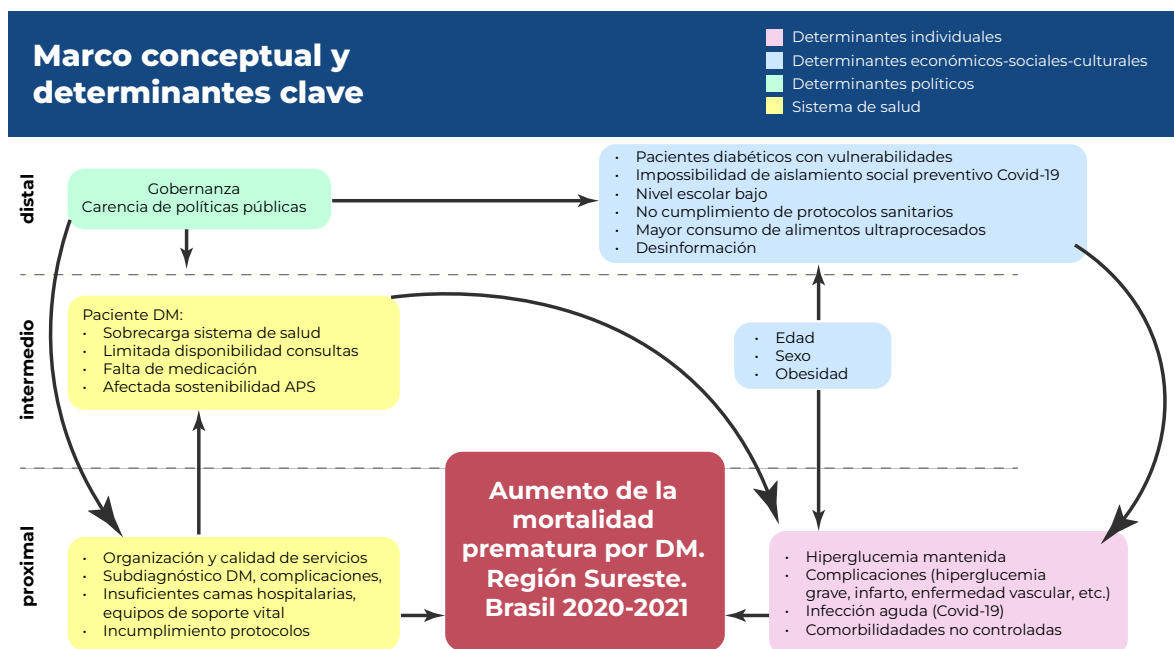 Marco conceptual y
determinantes clave
Determinantes individuales
Determinantes económicos-sociales-culturales
Determinantes políticos
Sistema de salud
distal
Gobernanza
Carencia de políticas públicas
• Pacientes diabéticos con vulnerabilidades
• Impossibilidad de aislamiento social preventivo Covid-19
• Nivel escolar bajo
• No cumplimiento de protocolos sanitarios
• Mayor consumo de alimentos ultraprocesados
• Desinformación
intermedio
Paciente DM:
• Sobrecarga sistema de salud
• Limitada disponibilidad consultas
• Falta de medicación
• Afectada sostenibilidad APS
• Edad
• Sexo
• Obesidad
proximal
• Organización y calidad de servicios
• Subdiagnóstico DM, complicaciones,
• Insuficientes camas hospitalarias,
equipos de soporte vital
• Incumplimiento protocolos
Aumento de la
mortalidad
prematura por DM.
Región Sureste.
Brasil 2020-2021
• Hiperglucemia mantenida
• Complicaciones (hiperglucemia
grave, infarto, enfermedad vascular, etc.)
• Infección aguda (Covid-19)
• Comorbilidadades no controladas